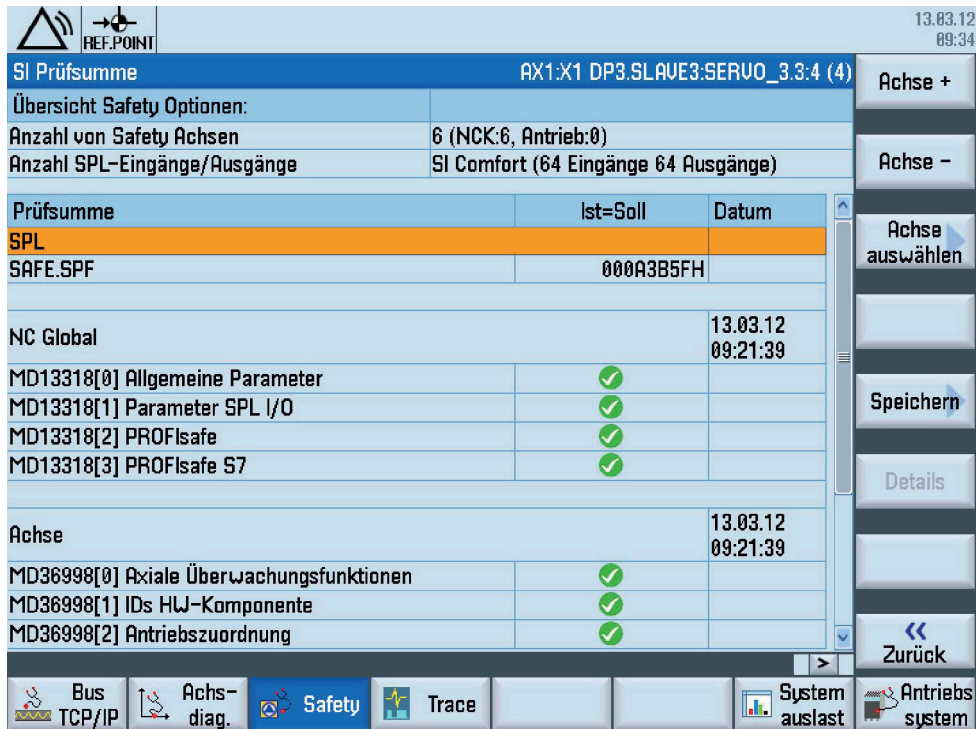 REF.POINT
13.03.12
09:34
SI Prüfsumme AX1:X1 DP3.SLAVE3:SERVO_3.3:4 (4)
Übersicht Safety Optionen:
Anzahl von Safety Achsen 6 (NCK:6, Antrieb:0)
Anzahl SPL-Eingänge/Ausgänge SI Comfort (64 Eingänge 64 Ausgänge)
Prüfsumme Ist=Soll Datum
SPL
SAFE.SPF 000A3B5FH
NC Global 13.03.12
09:21:39
MD13318[0] Allgemeine Parameter
MD13318[1] Parameter SPL I/O
MD13318[2] PROFIsafe
MD13318[3] PROFIsafe S7
Achse 13.03.12
09:21:39
MD36998[0] Axiale Überwachungsfunktionen
MD36998[1] IDs HW-Komponente
MD36998[2] Antriebszuordnung
>
Achse +
Achse -
Achse
auswählen
Speichern
Details
<<
Zurück
Bus
TCP/IP
Achs-
diag.
Safety
Trace
System
auslast
Antriebs
system